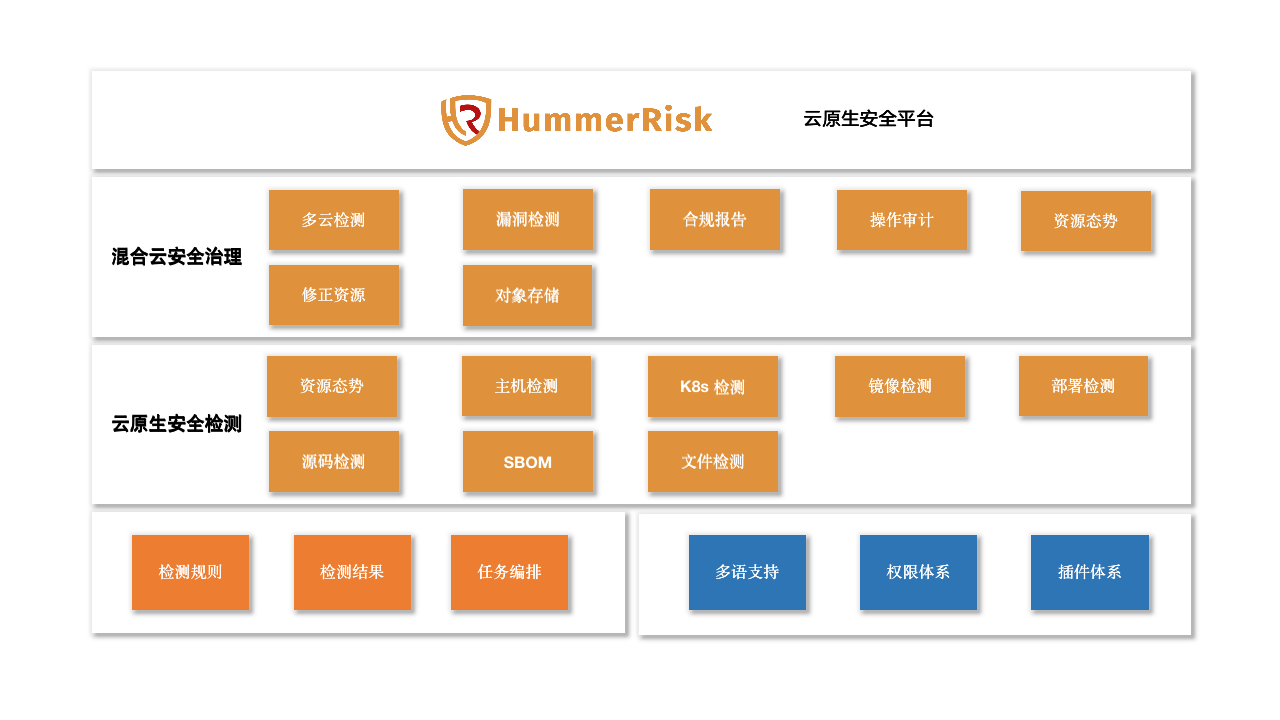 HummerRisk 云原生安全平台
混合云安全治理
多云检测
漏洞检测
合规报告
操作审计
资源态势
修正资源
对象存储
云原生安全检测
资源态势
主机检测
K8s 检测
镜像检测
部署检测
源码检测
SBOM
文件检测
检测规则
检测结果
任务编排
多语支持
权限体系
插件体系